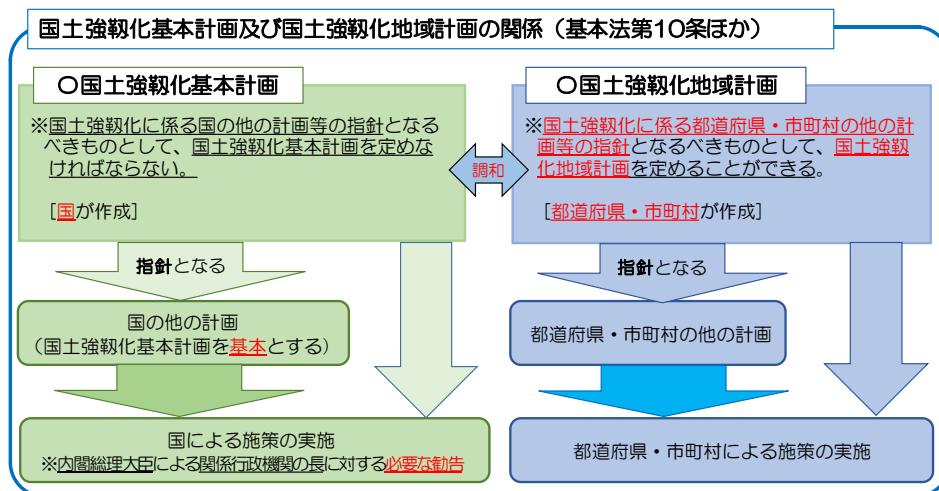 国土強靱化基本計画及び国土強靱化地域計画の関係（基本法第10条ほか）
〇国土強靱化基本計画
※国土強靱化に係る国の他の計画等の指針となる
べきものとして、国土強靱化基本計画を定めな
ければならない。
[国が作成]
調和
〇国土強靱化地域計画
※国土強靱化に係る都道府県・市町村の他の計
画等の指針となるべきものとして、国土強靱
化地域計画を定めることができる。
[都道府県・市町村が作成]
指針となる
指針となる
国の他の計画
（国土強靱化基本計画を基本とする）
都道府県・市町村の他の計画
国による施策の実施
※内閣総理大臣による関係行政機関の長に対する必要な勧告
都道府県・市町村による施策の実施